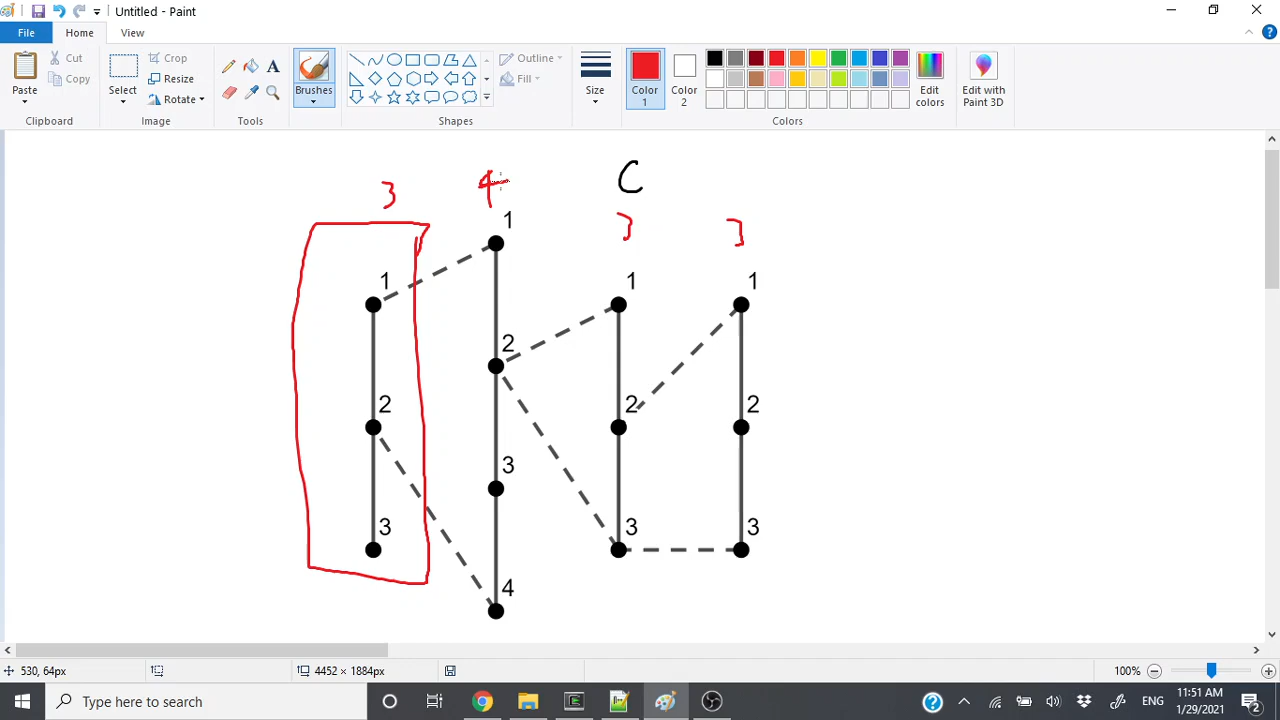 Untitled - Paint
File Home View
Paste
Cut
Copy
Clipboard
Select
Crop
Resize
Rotate
Image
A
Tools
Brushes
Outline
Fill
Shapes
Size
Color 1
Color 2
Edit colors
Colors
Edit with Paint 3D
C
3 4 3 3
1 1 1 1
2 2 2 2
3 3 3 3
4
530, 64px
4452 × 1884px
100%
Type here to search
ENG
11:51 AM
1/29/2021
2